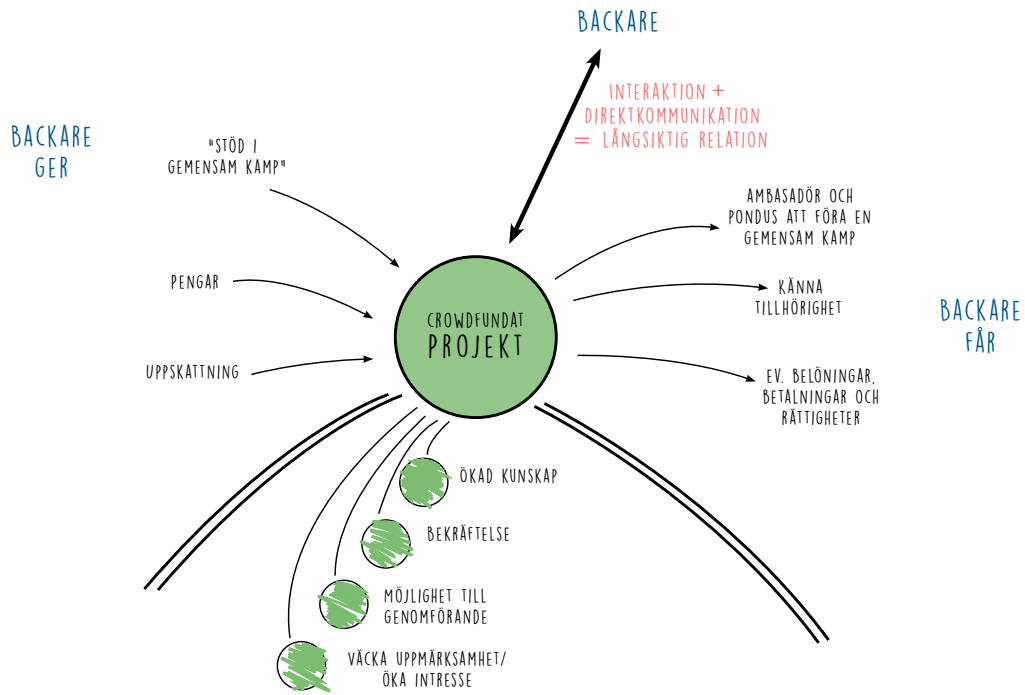 BACKARE
INTERAKTION +
DIREKTKOMMUNIKATION
= LÅNGSIKTIG RELATION
BACKARE
GER
"STÖD I
GEMENSAM KAMP"
PENGAR
UPPSKATTNING
CROWDFUNDAT
PROJEKT
AMBASADÖR OCH
PONDUS ATT FÖRA EN
GEMENSAM KAMP
KÄNNA
TILLHÖRIGHET
EV. BELÖNINGAR,
BETALNINGAR OCH
RÄTTIGHETER
BACKARE
FÅR
ÖKAD KUNSKAP
BEKRÄFTELSE
MÖJLIGHET TILL
GENOMFÖRANDE
VÄCKA UPPMÄRKSAMHET/
ÖKA INTRESSE